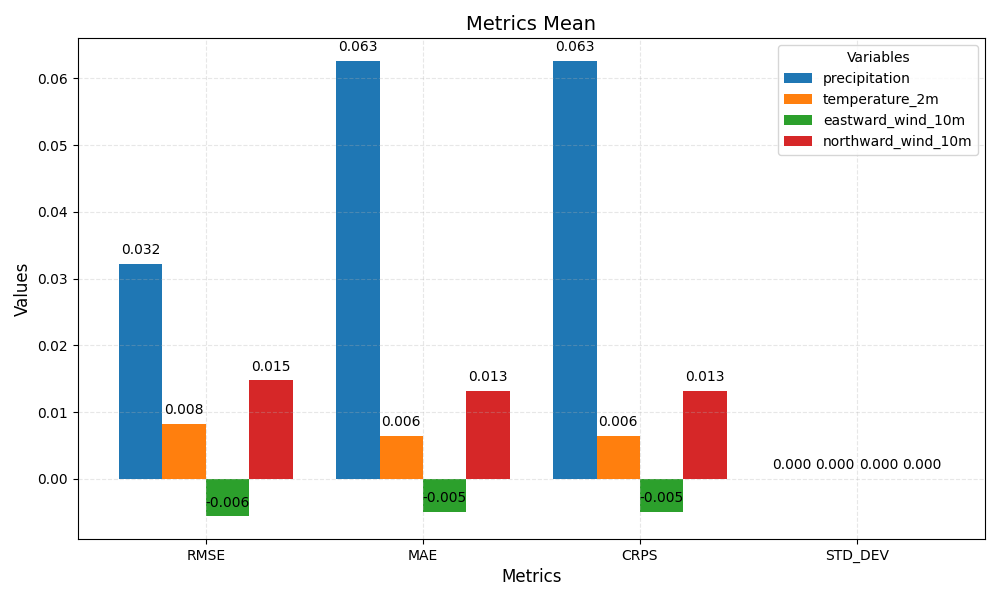 Metrics Mean
Variables
precipitation
temperature_2m
eastward_wind_10m
northward_wind_10m
Values
0.06
0.05
0.04
0.03
0.02
0.01
0.00
0.032
0.008
-0.006
0.015
0.063
0.006
-0.005
0.013
0.063
0.006
-0.005
0.013
0.000 0.000 0.000 0.000
RMSE MAE CRPS STD_DEV
Metrics